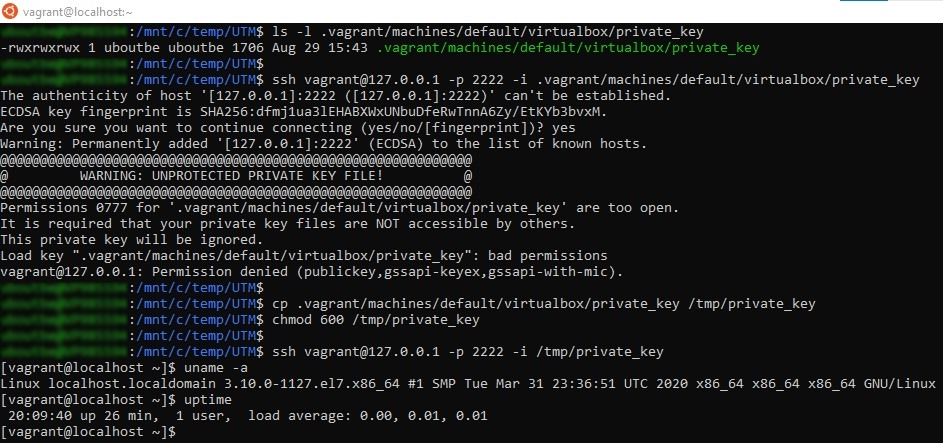 vagrant@localhost:~
:/mnt/c/temp/UTM$ ls -l .vagrant/machines/default/virtualbox/private_key
-rwxrwxrwx 1 uboutbe uboutbe 1706 Aug 29 15:43 .vagrant/machines/default/virtualbox/private_key
:/mnt/c/temp/UTM$
:/mnt/c/temp/UTM$ ssh vagrant@127.0.0.1 -p 2222 -i .vagrant/machines/default/virtualbox/private_key
The authenticity of host '[127.0.0.1]:2222 ([127.0.0.1]:2222)' can't be established.
ECDSA key fingerprint is SHA256:dfmj1ua3lEHABXWxUNbuDfeRwTnnA6Zy/EtKYb3bvxM.
Are you sure you want to continue connecting (yes/no/[fingerprint])? yes
Warning: Permanently added '[127.0.0.1]:2222' (ECDSA) to the list of known hosts.
@@@@@@@@@@@@@@@@@@@@@@@@@@@@@@@@@@@@@@@@@@@@@@@@@@@@@@@@@@@
@         WARNING: UNPROTECTED PRIVATE KEY FILE!          @
@@@@@@@@@@@@@@@@@@@@@@@@@@@@@@@@@@@@@@@@@@@@@@@@@@@@@@@@@@@
Permissions 0777 for '.vagrant/machines/default/virtualbox/private_key' are too open.
It is required that your private key files are NOT accessible by others.
This private key will be ignored.
Load key ".vagrant/machines/default/virtualbox/private_key": bad permissions
vagrant@127.0.0.1: Permission denied (publickey,gssapi-keyex,gssapi-with-mic).
:/mnt/c/temp/UTM$
:/mnt/c/temp/UTM$ cp .vagrant/machines/default/virtualbox/private_key /tmp/private_key
:/mnt/c/temp/UTM$ chmod 600 /tmp/private_key
:/mnt/c/temp/UTM$
:/mnt/c/temp/UTM$ ssh vagrant@127.0.0.1 -p 2222 -i /tmp/private_key
[vagrant@localhost ~]$ uname -a
Linux localhost.localdomain 3.10.0-1127.el7.x86_64 #1 SMP Tue Mar 31 23:36:51 UTC 2020 x86_64 x86_64 x86_64 GNU/Linux
[vagrant@localhost ~]$ uptime
 20:09:40 up 26 min,  1 user,  load average: 0.00, 0.01, 0.01
[vagrant@localhost ~]$